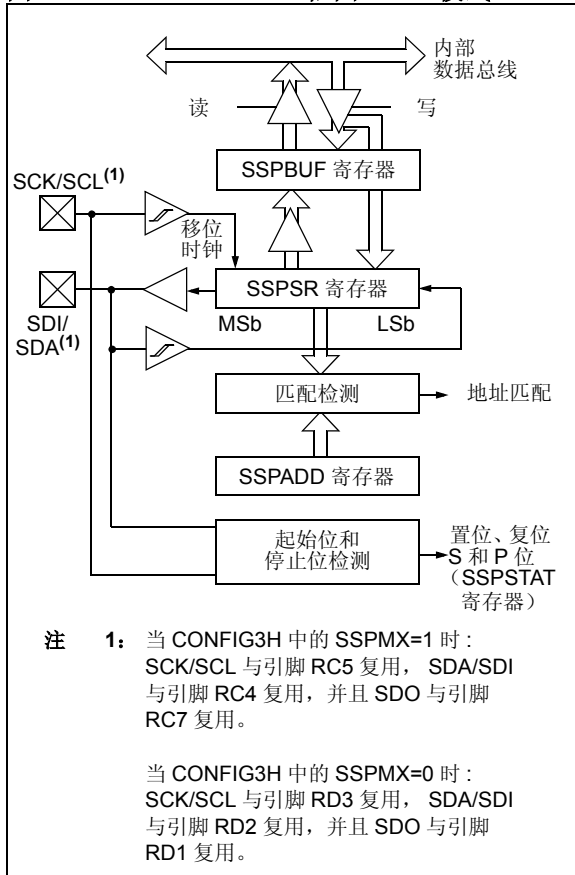 内部
数据总线
读
写
SSPBUF 寄存器
SCK/SCL(1)
移位
时钟
SSPSR 寄存器
MSb
LSb
SDI/
SDA(1)
匹配检测
地址匹配
SSPADD 寄存器
起始位和
停止位检测
置位、复位
S 和 P 位
（SSPSTAT
寄存器）
注 1： 当 CONFIG3H 中的 SSPMX=1 时：
SCK/SCL 与引脚 RC5 复用， SDA/SDI
与引脚 RC4 复用，并且 SDO 与引脚
RC7 复用。
当 CONFIG3H 中的 SSPMX=0 时：
SCK/SCL 与引脚 RD3 复用， SDA/SDI
与引脚 RD2 复用，并且 SDO 与引脚
RD1 复用。